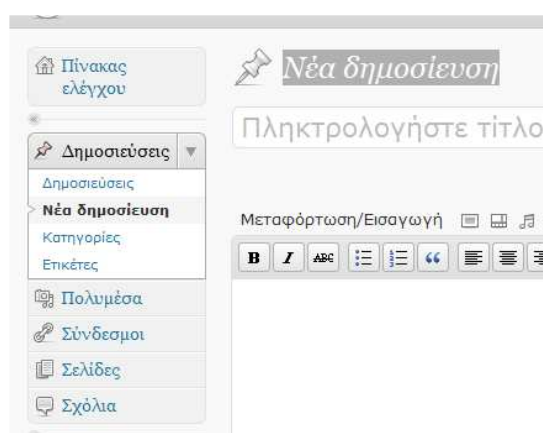 Πίνακας
ελέγχου
Δημοσιεύσεις
Δημοσιεύσεις
Νέα δημοσίευση
Κατηγορίες
Ετικέτες
Πολυμέσα
Σύνδεσμοι
Σελίδες
Σχόλια
Νέα δημοσίευση
Πληκτρολογήστε τίτλο
Μεταφόρτωση/Εισαγωγή
B I ABC